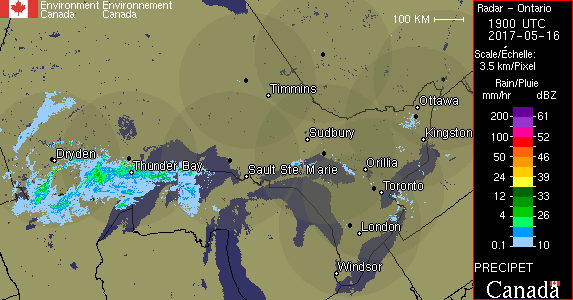 Environment Environnement
Canada Canada
100 KM
Timmins
Ottawa
Sudbury
Kingston
Dryden
Thunder Bay
Sault Ste. Marie
Orillia
Toronto
London
Windsor
Radar - Ontario
1900 UTC
2017-05-16
Scale/Échelle:
3.5 km/Pixel
Rain/Pluie
mm/hr dBZ
200 61
100 52
50 46
24 39
12 33
4 26
0.1 10
PRECIPET
Canada